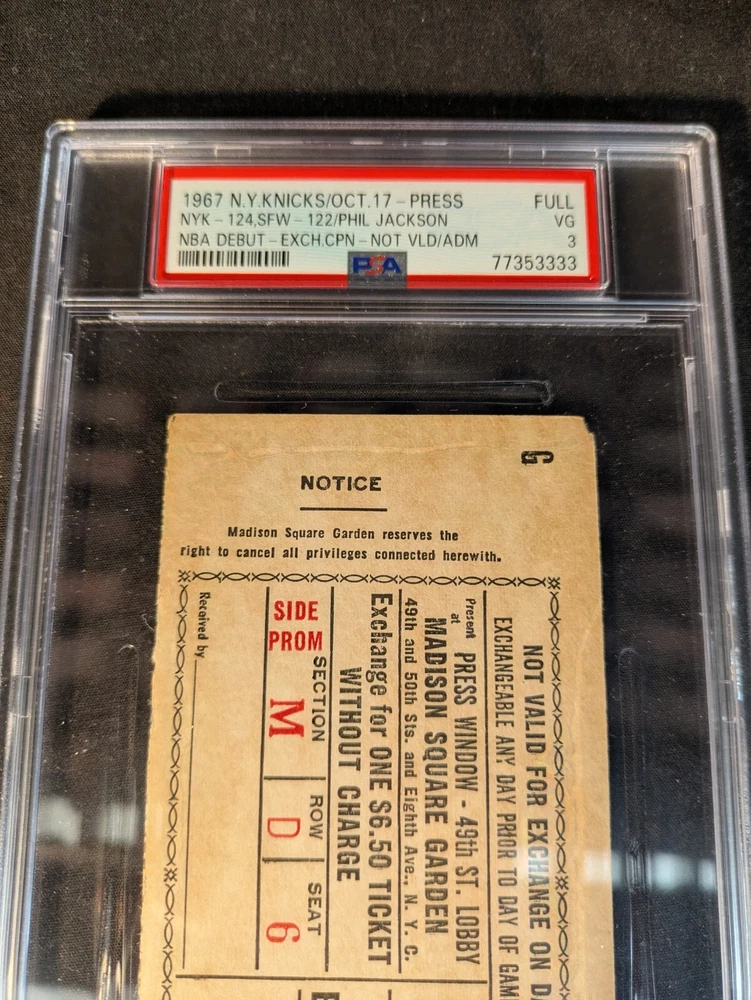 1967 N.Y.KNICKS/OCT.17-PRESS FULL
NYK-124,SFW-122/PHIL JACKSON VG
NBA DEBUT-EXCH.CPN-NOT VLD/ADM 3
PSA 77353333
G
NOTICE
Madison Square Garden reserves the
right to cancel all privileges connected herewith.
NOT VALID FOR EXCHANGE ON
EXCHANGEABLE ANY DAY PRIOR TO DAY OF
Present
at
PRESS WINDOW - 49th ST. LOBBY
MADISON SQUARE GARDEN
49th and 50th Sts. and Eighth Ave., N. Y. C.
Exchange for ONE $6.50 TICKET
WITHOUT CHARGE
SIDE
PROM
SECTION ROW SEAT
M D 6
Received by